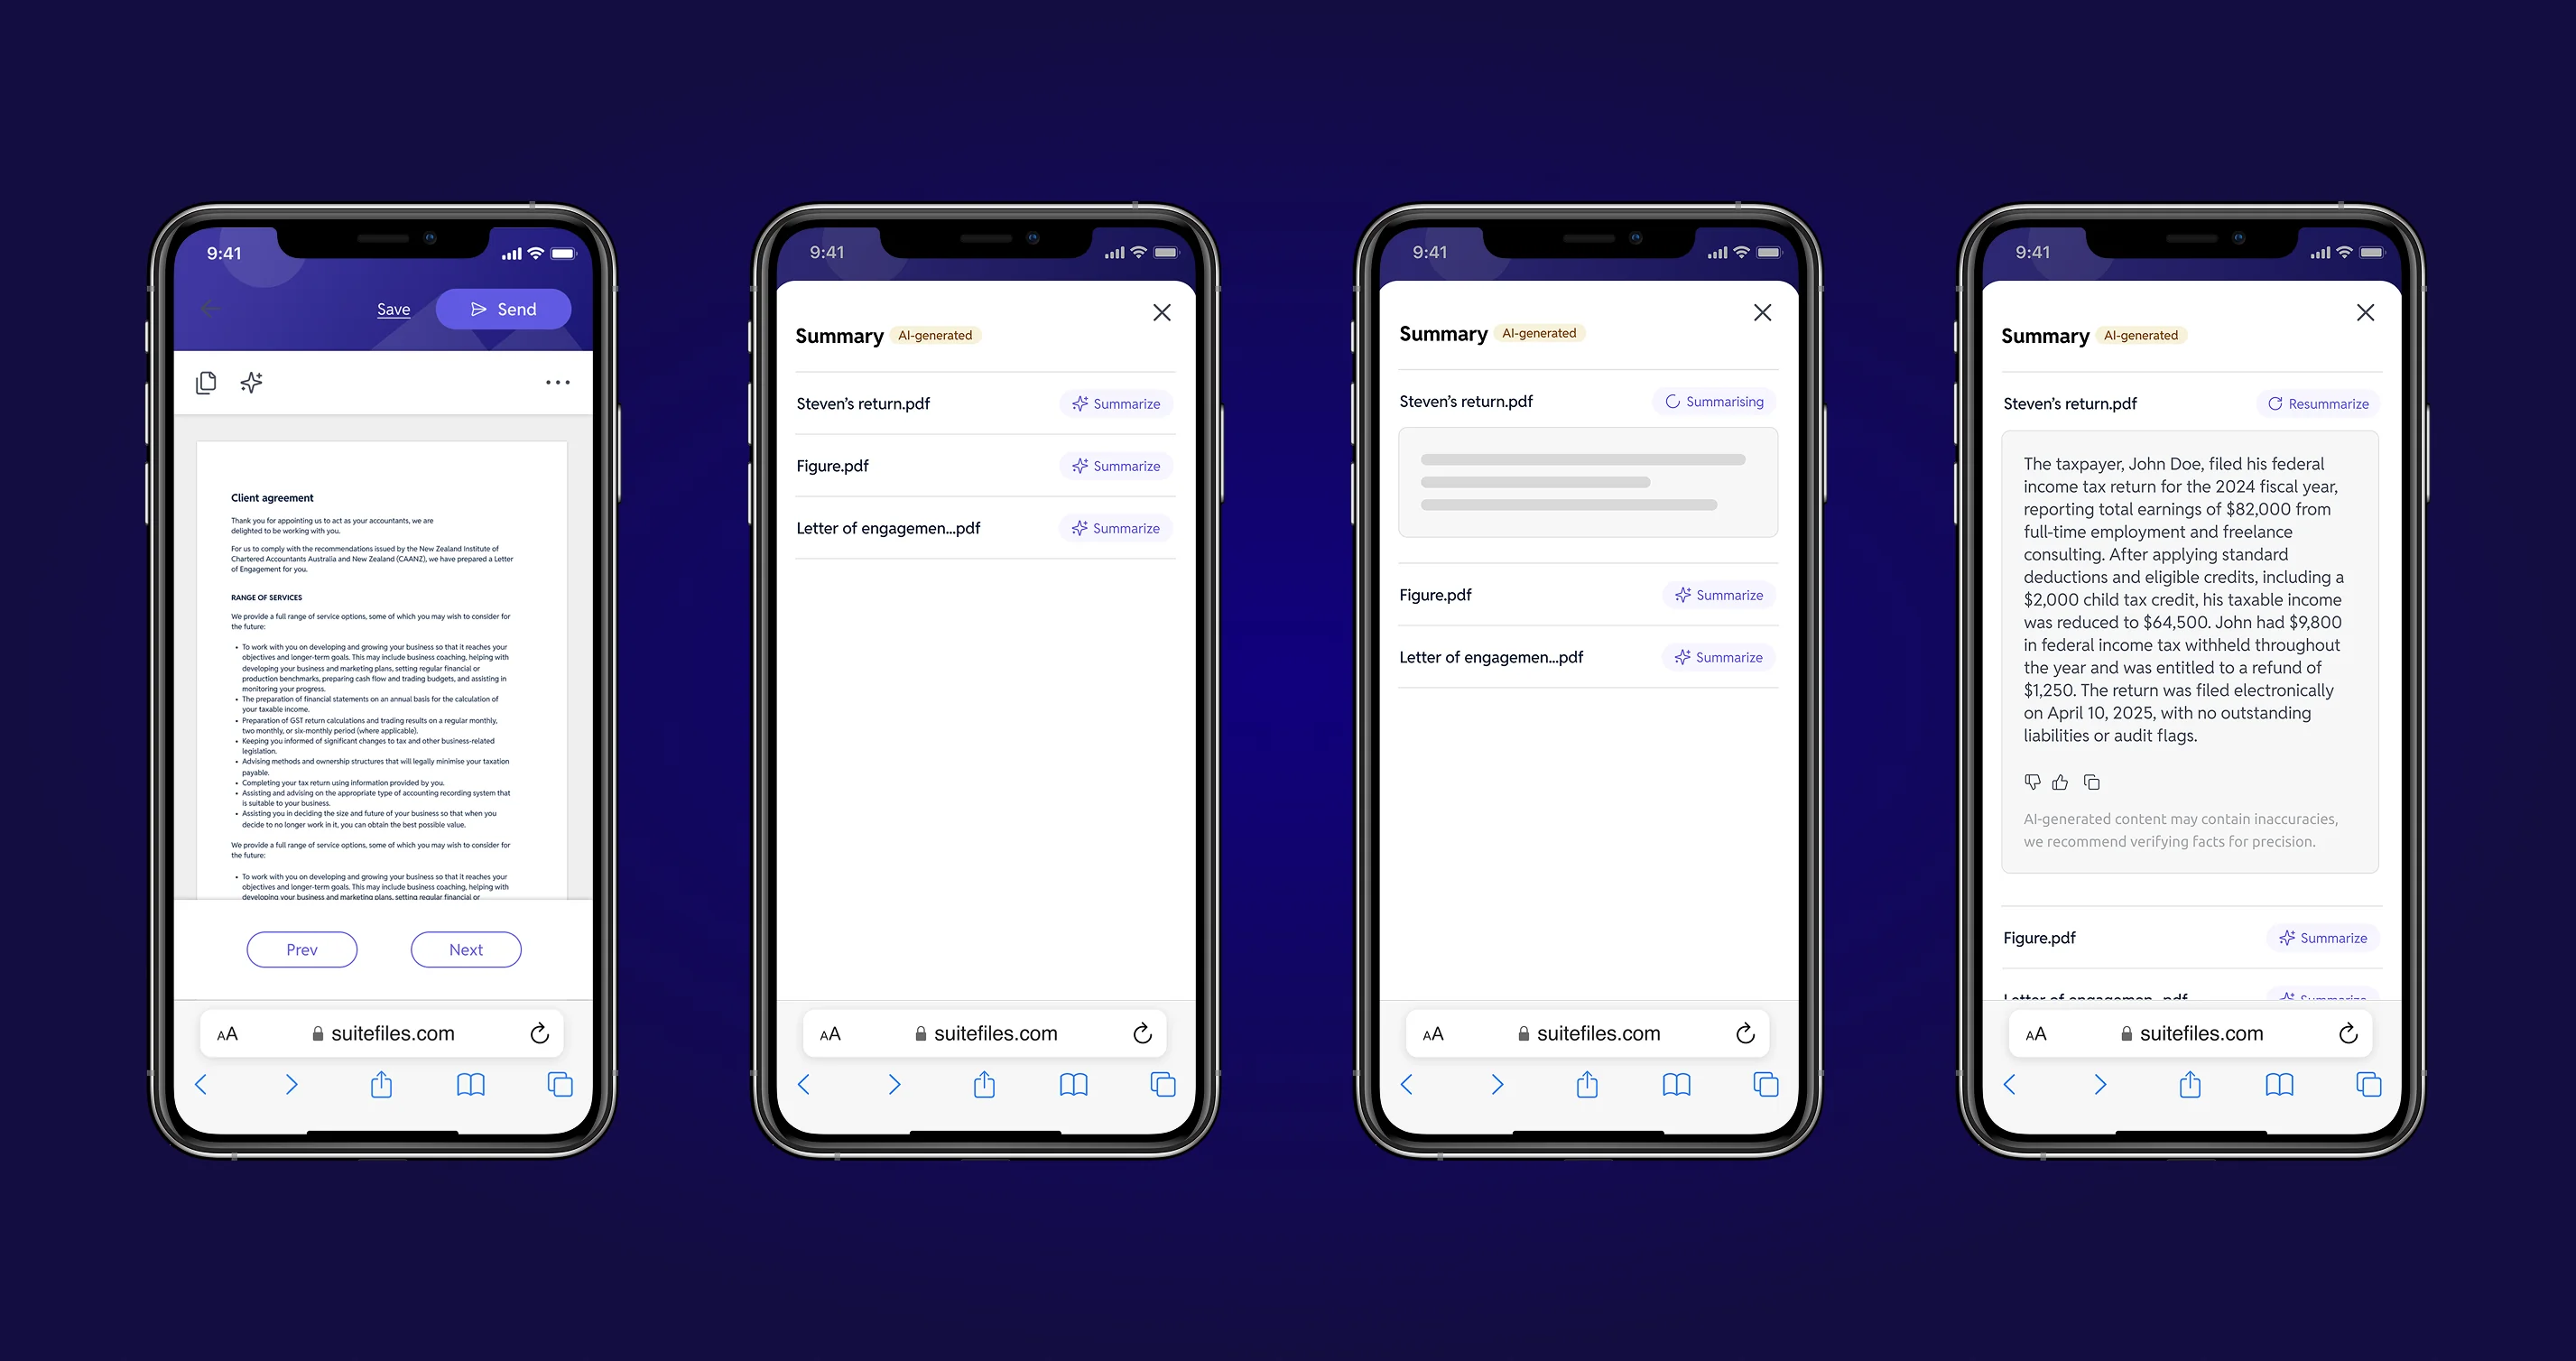 9:41
Save
Send
Client agreement
Thank you for appointing us to act as your accountants, we are
delighted to be working with you.
For us to comply with the recommendations issued by the New Zealand Institute of
Chartered Accountants Australia and New Zealand (CAANZ), we have prepared a Letter
of Engagement for you.
RANGE OF SERVICES
We provide a full range of service options, some of which you may wish to consider for
the future:
• To work with you on developing and growing your business so that it reaches your
objectives and longer-term goals. This may include business coaching, helping with
developing your business and marketing plans, setting regular financial or
production benchmarks, preparing cash flow and trading budgets, and assisting in
monitoring your progress.
• The preparation of financial statements on an annual basis for the calculation of
your taxable income.
• Preparation of GST return calculations and trading results on a regular monthly,
two monthly, or six-monthly period (where applicable).
• Keeping you informed of significant changes to tax and other business-related
legislation.
• Advising methods and ownership structures that will legally minimise your taxation
payable.
• Completing your tax return using information provided by you.
• Assisting and advising on the appropriate type of accounting recording system that
is suitable to your business.
• Assisting you in deciding the size and future of your business so that when you
decide to no longer work in it, you can obtain the best possible value.
We provide a full range of service options, some of which you may wish to consider for
the future:
• To work with you on developing and growing your business so that it reaches your
objectives and longer-term goals. This may include business coaching, helping with
developing your business and marketing plans, setting regular financial or
Prev
Next
AA
suitefiles.com
9:41
Summary
AI-generated
Steven's return.pdf
Summarize
Figure.pdf
Summarize
Letter of engagemen...pdf
Summarize
AA
suitefiles.com
9:41
Summary
AI-generated
Steven's return.pdf
Summarising
Figure.pdf
Summarize
Letter of engagemen...pdf
Summarize
AA
suitefiles.com
9:41
Summary
AI-generated
Steven's return.pdf
Resummarize
The taxpayer, John Doe, filed his federal
income tax return for the 2024 fiscal year,
reporting total earnings of $82,000 from
full-time employment and freelance
consulting. After applying standard
deductions and eligible credits, including a
$2,000 child tax credit, his taxable income
was reduced to $64,500. John had $9,800
in federal income tax withheld throughout
the year and was entitled to a refund of
$1,250. The return was filed electronically
on April 10, 2025, with no outstanding
liabilities or audit flags.
AI-generated content may contain inaccuracies,
we recommend verifying facts for precision.
Figure.pdf
Summarize
Letter of engagemen...pdf
Summarize
AA
suitefiles.com